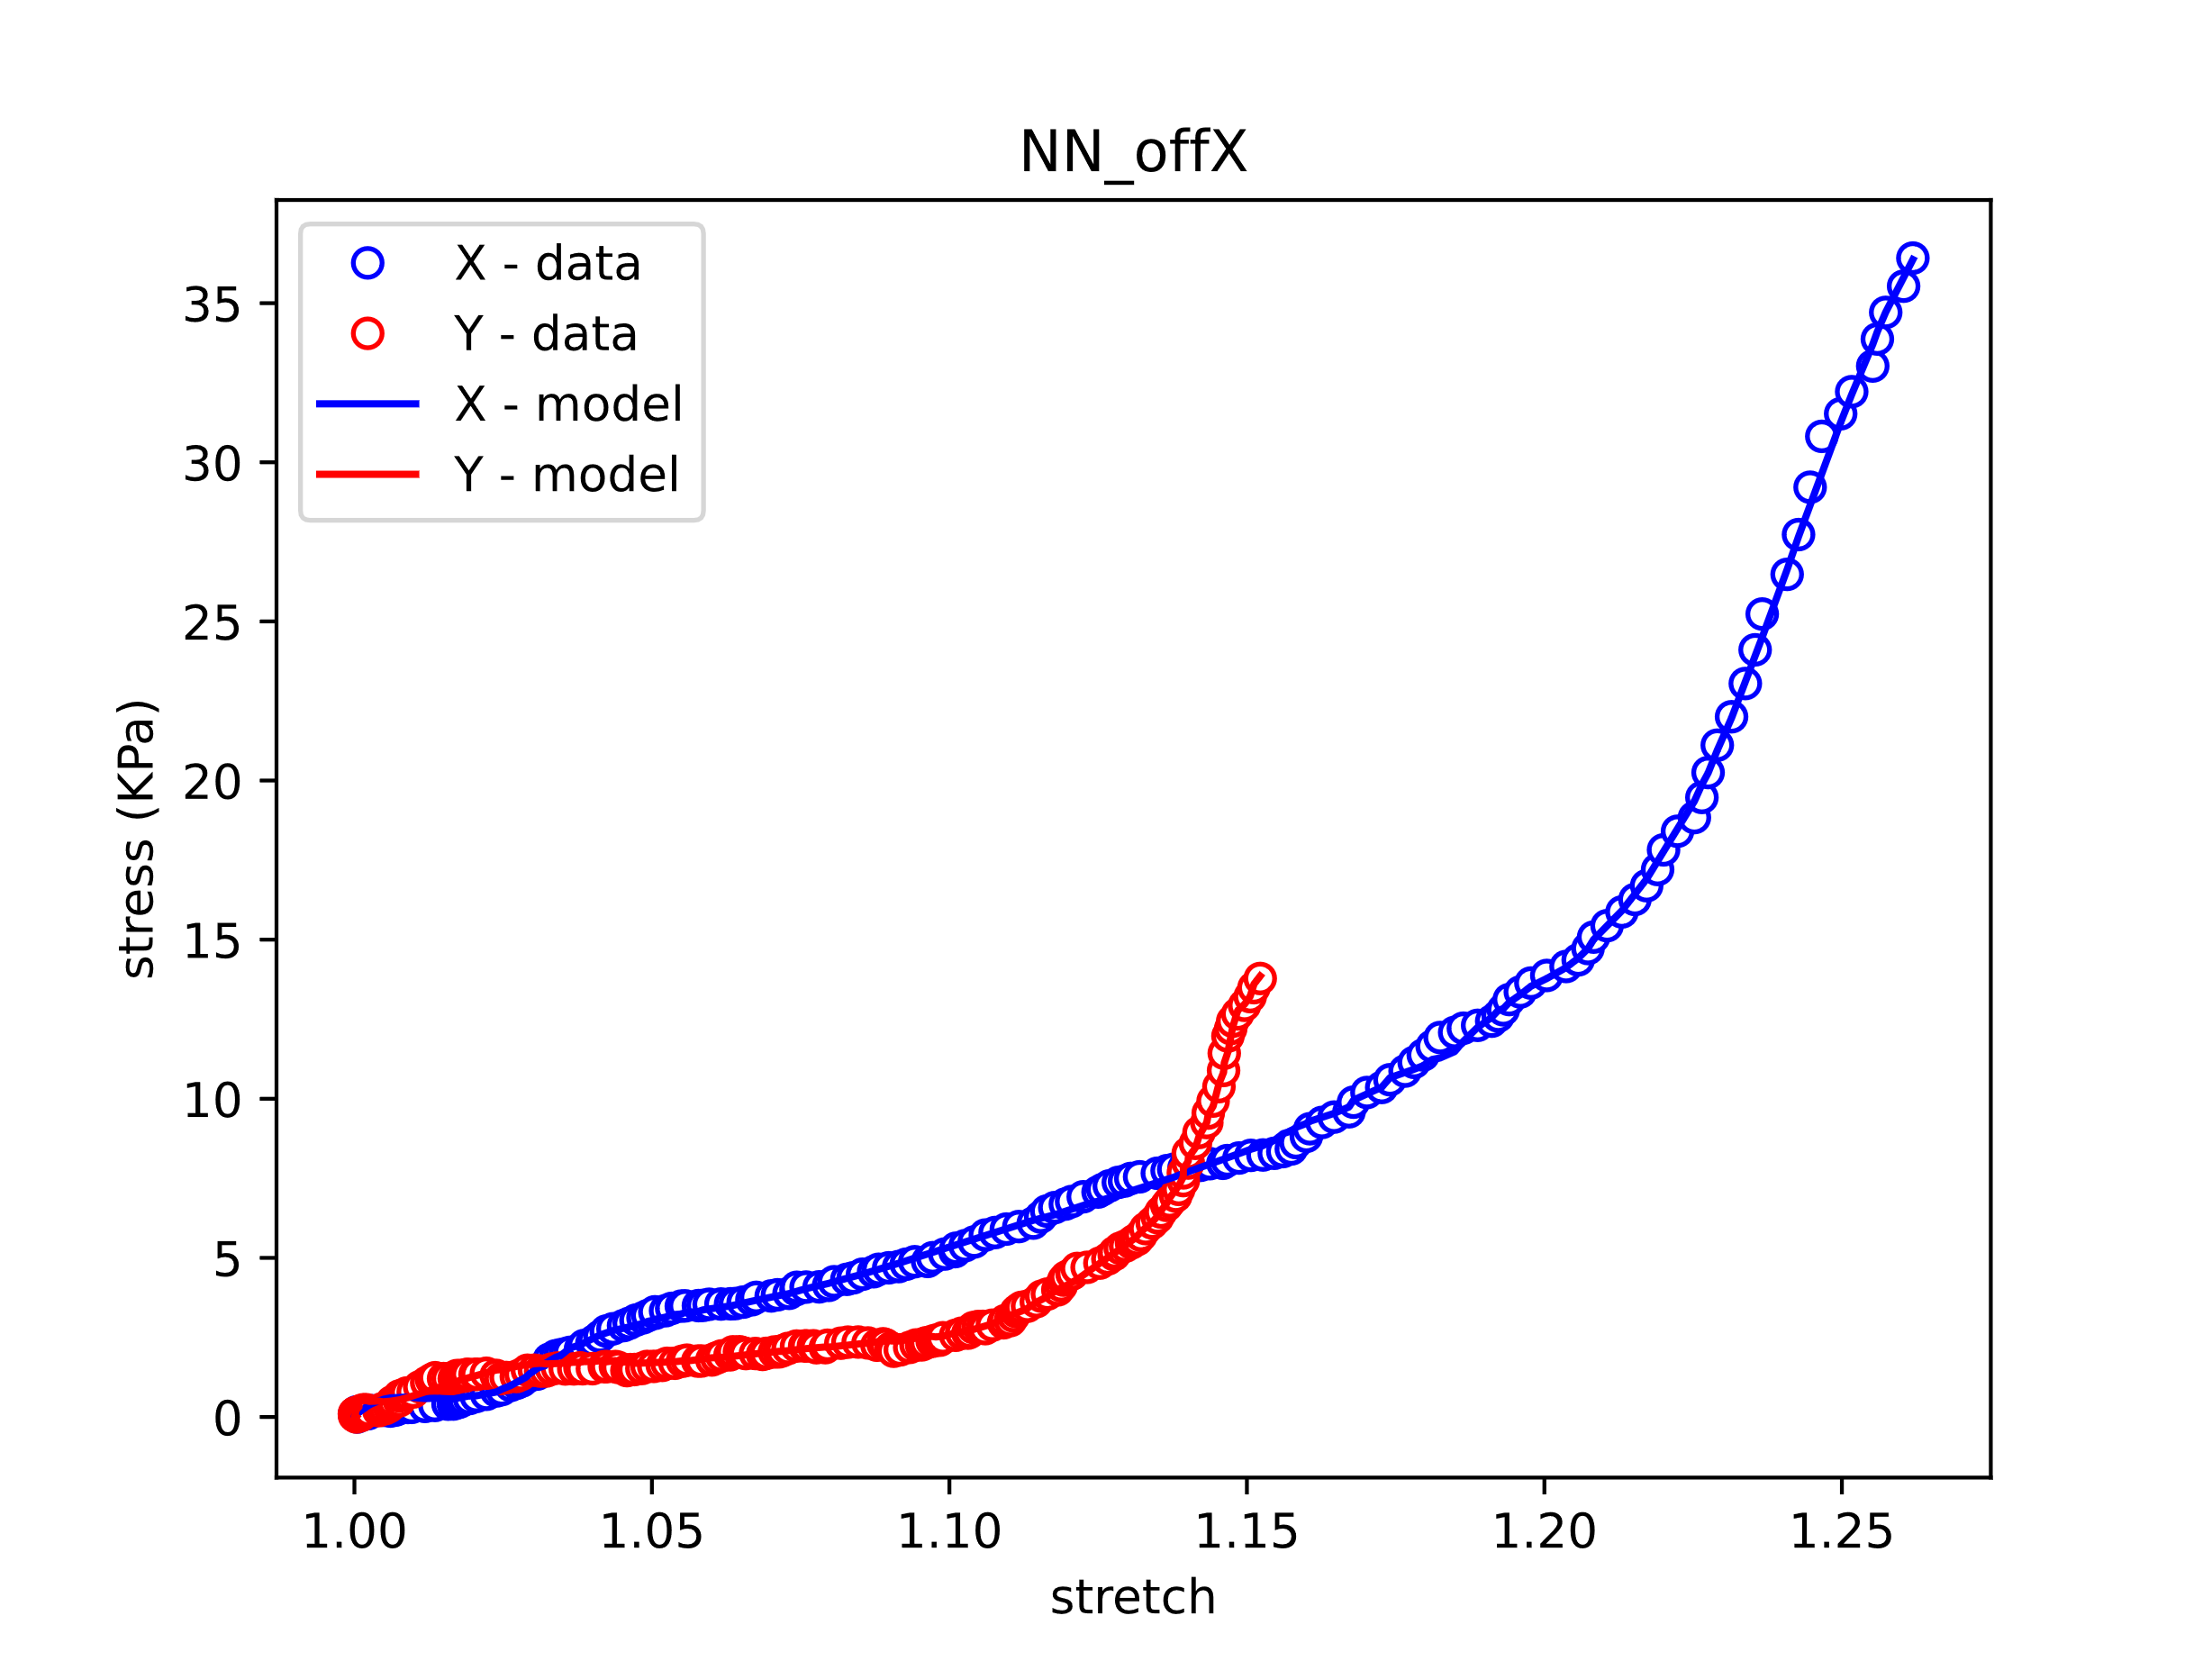 NN_offX
X - data
Y - data
X - model
Y - model
35
30
25
20
15
10
5
0
stress (KPa)
1.00 1.05 1.10 1.15 1.20 1.25
stretch